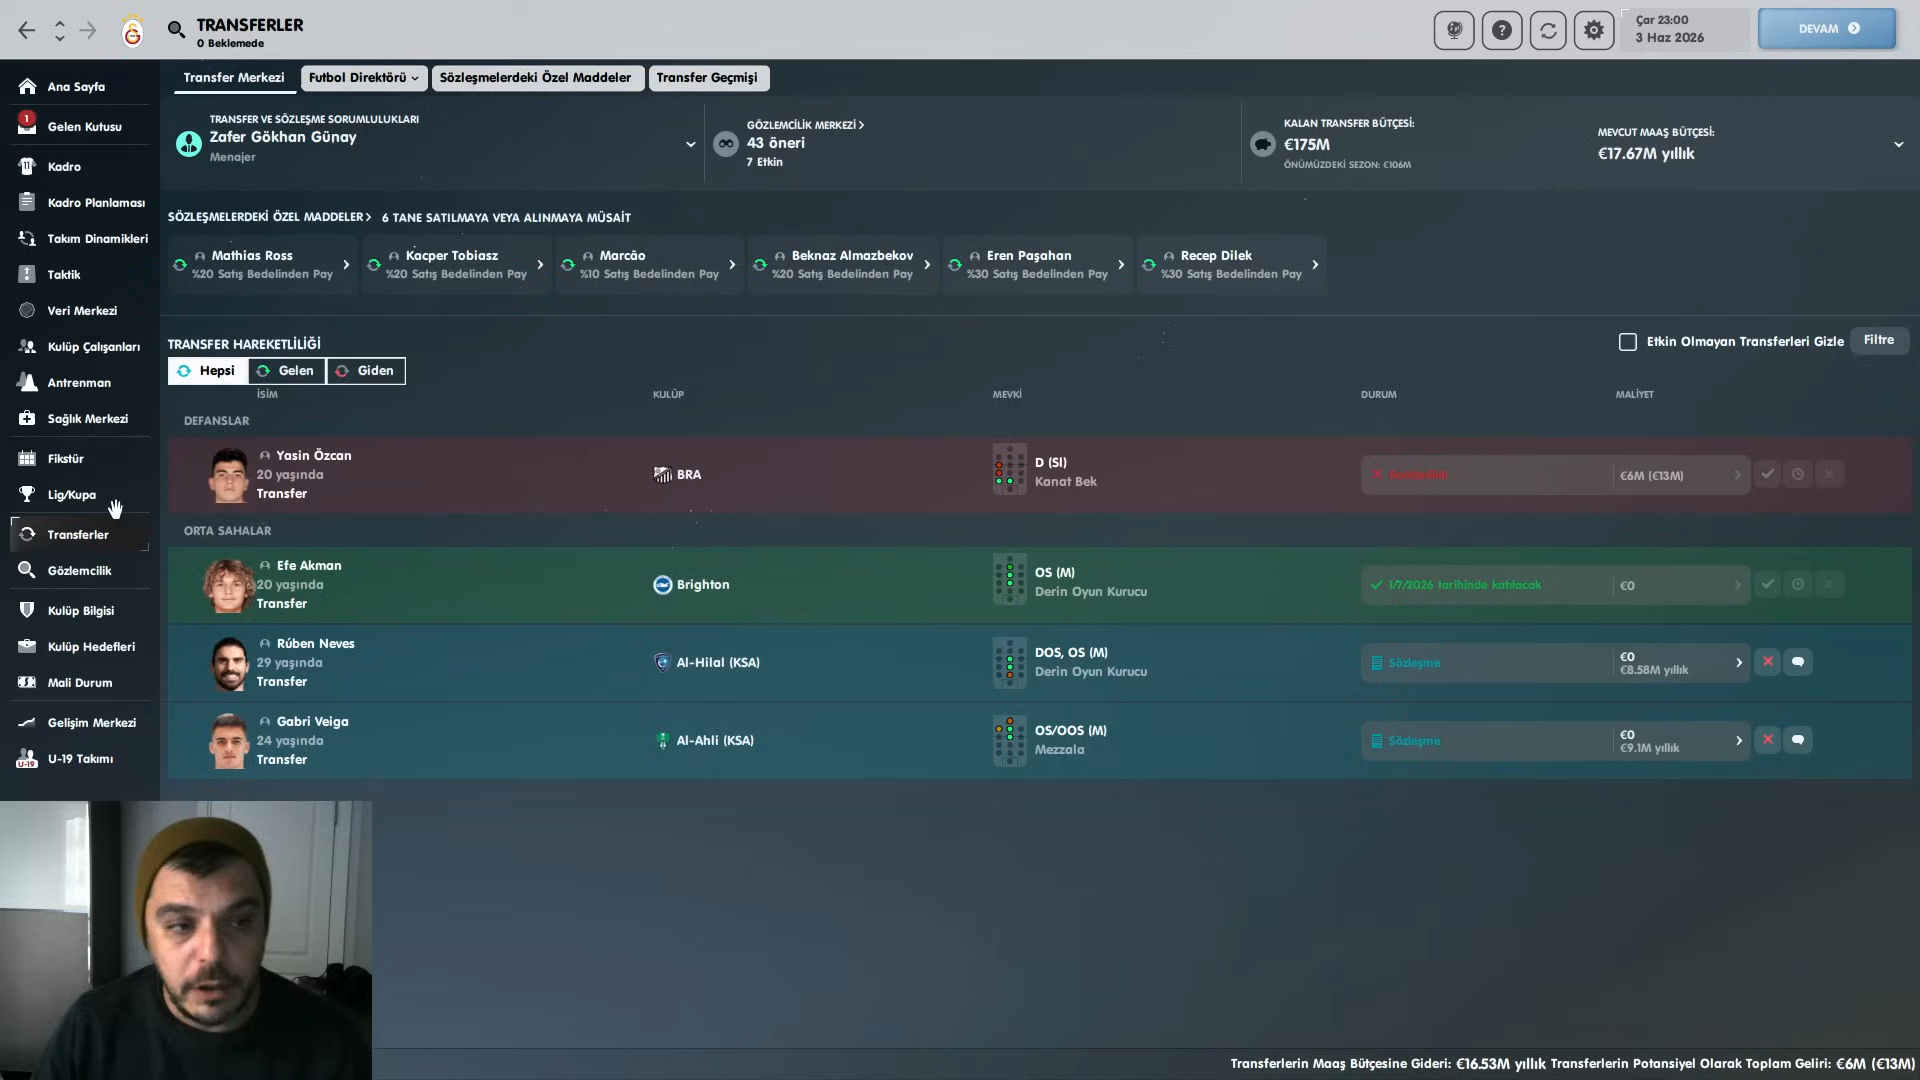 TRANSFERLER
0 Beklemede
Çar 23:00
3 Haz 2026
DEVAM
Ana Sayfa
1
Gelen Kutusu
Kadro
Kadro Planlaması
Takım Dinamikleri
Taktik
Veri Merkezi
Kulüp Çalışanları
Antrenman
Sağlık Merkezi
Fikstür
Lig/Kupa
Transferler
Gözlemcilik
Kulüp Bilgisi
Kulüp Hedefleri
Mali Durum
Gelişim Merkezi
U-19 Takımı
Transfer Merkezi
Futbol Direktörü
Sözleşmelerdeki Özel Maddeler
Transfer Geçmişi
TRANSFER VE SÖZLEŞME SORUMLULUKLARI
Zafer Gökhan Günay
Menajer
GÖZLEMCİLİK MERKEZİ >
43 öneri
7 Etkin
KALAN TRANSFER BÜTÇESİ:
€175M
ÖNÜMÜZDEKİ SEZON: €106M
MEVCUT MAAŞ BÜTÇESİ:
€17.67M yıllık
SÖZLEŞMELERDEKİ ÖZEL MADDELER > 6 TANE SATILMAYA VEYA ALINMAYA MÜSAİT
Mathias Ross
%20 Satış Bedelinden Pay
Kacper Tobiasz
%20 Satış Bedelinden Pay
Marcão
%10 Satış Bedelinden Pay
Beknaz Almazbekov
%20 Satış Bedelinden Pay
Eren Paşahan
%30 Satış Bedelinden Pay
Recep Dilek
%30 Satış Bedelinden Pay
TRANSFER HAREKETLİLİĞİ
Etkin Olmayan Transferleri Gizle
Filtre
Hepsi
Gelen
Giden
İSİM
KULÜP
MEVKİ
DURUM
MALİYET
DEFANSLAR
Yasin Özcan
20 yaşında
Transfer
BRA
D (Sl)
Kanat Bek
Reddedildi
€6M (€13M)
ORTA SAHALAR
Efe Akman
20 yaşında
Transfer
Brighton
OS (M)
Derin Oyun Kurucu
1/7/2026 tarihinde katılacak
€0
Rúben Neves
29 yaşında
Transfer
Al-Hilal (KSA)
DOS, OS (M)
Derin Oyun Kurucu
Sözleşme
€0
€8.58M yıllık
Gabri Veiga
24 yaşında
Transfer
Al-Ahli (KSA)
OS/OOS (M)
Mezzala
Sözleşme
€0
€9.1M yıllık
Transferlerin Maaş Bütçesine Gideri: €16.53M yıllık Transferlerin Potansiyel Olarak Toplam Geliri: €6M (€13M)